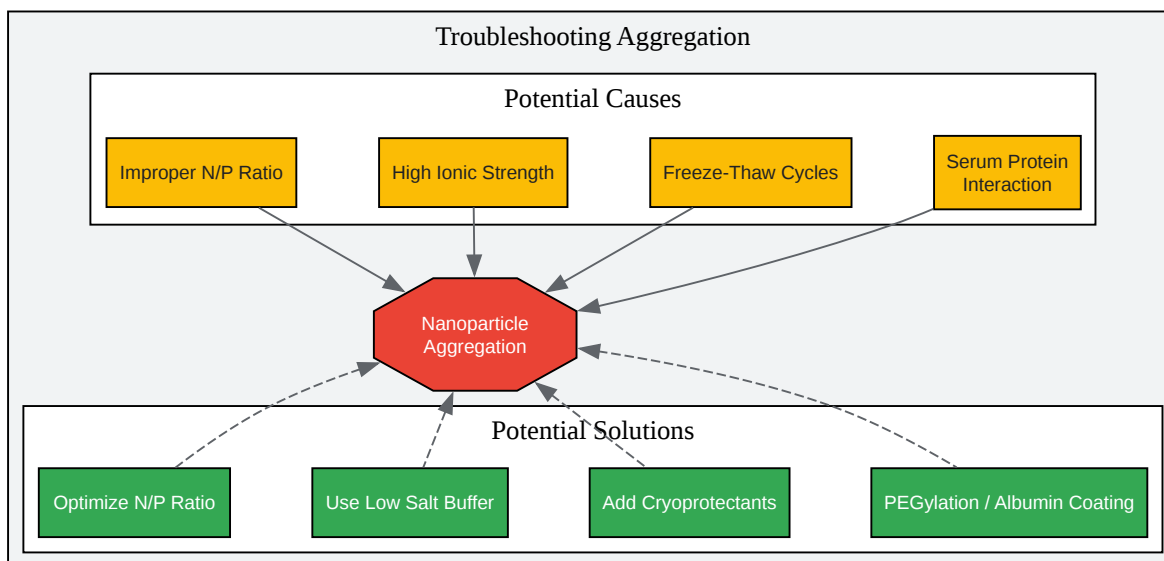 Troubleshooting Aggregation
Potential Causes
Improper N/P Ratio
High Ionic Strength
Freeze-Thaw Cycles
Serum Protein
Interaction
Nanoparticle
Aggregation
Potential Solutions
Optimize N/P Ratio
Use Low Salt Buffer
Add Cryoprotectants
PEGylation / Albumin Coating